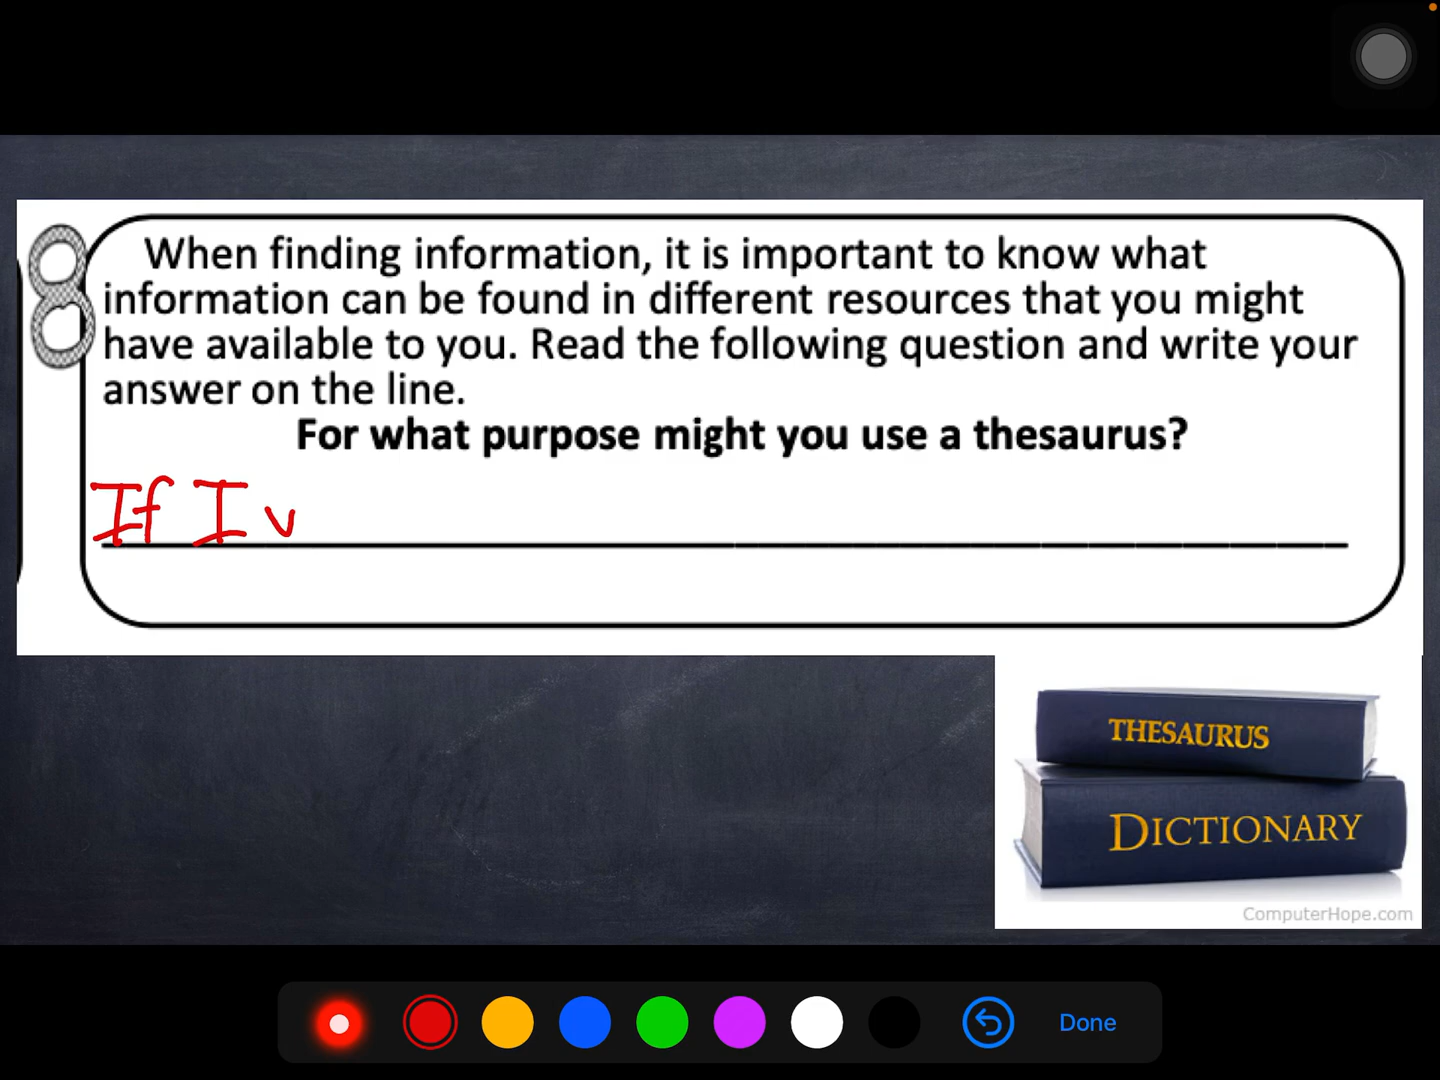 8
When finding information, it is important to know what
information can be found in different resources that you might
have available to you. Read the following question and write your
answer on the line.
For what purpose might you use a thesaurus?
If I v
THESAURUS
DICTIONARY
ComputerHope.com
Done